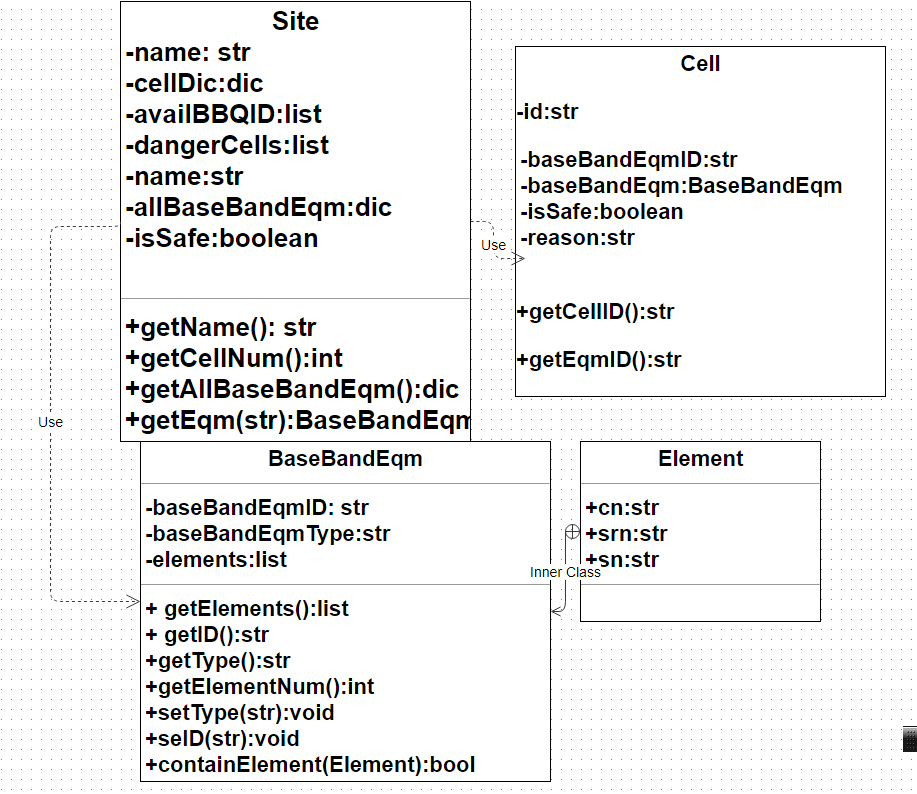 Site
-name: str
-cellDic:dic
-availBBQID:list
-dangerCells:list
-name:str
-allBaseBandEqm:dic
-isSafe:boolean
+getName(): str
+getCellNum():int
+getAllBaseBandEqm():dic
+getEqm(str):BaseBandEqm
Cell
-id:str
-baseBandEqmID:str
-baseBandEqm:BaseBandEqm
-isSafe:boolean
-reason:str
+getCellID():str
+getEqmID():str
Use
Use
BaseBandEqm
-baseBandEqmID: str
-baseBandEqmType:str
-elements:list
+ getElements():list
+ getID():str
+getType():str
+getElementNum():int
+setType(str):void
+seID(str):void
+containElement(Element):bool
Element
+cn:str
+srn:str
+sn:str
Inner Class